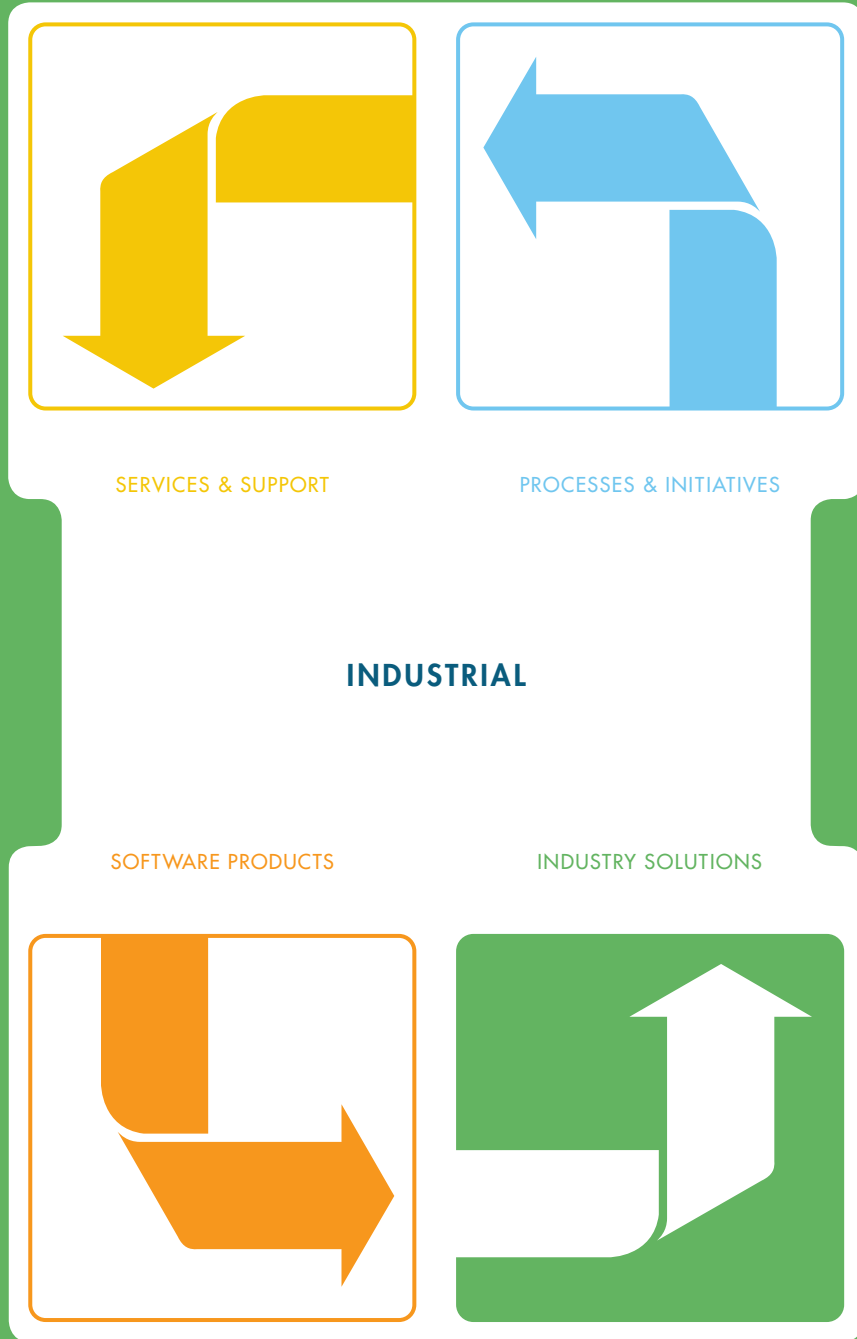 SERVICES & SUPPORT
PROCESSES & INITIATIVES
INDUSTRIAL
SOFTWARE PRODUCTS
INDUSTRY SOLUTIONS